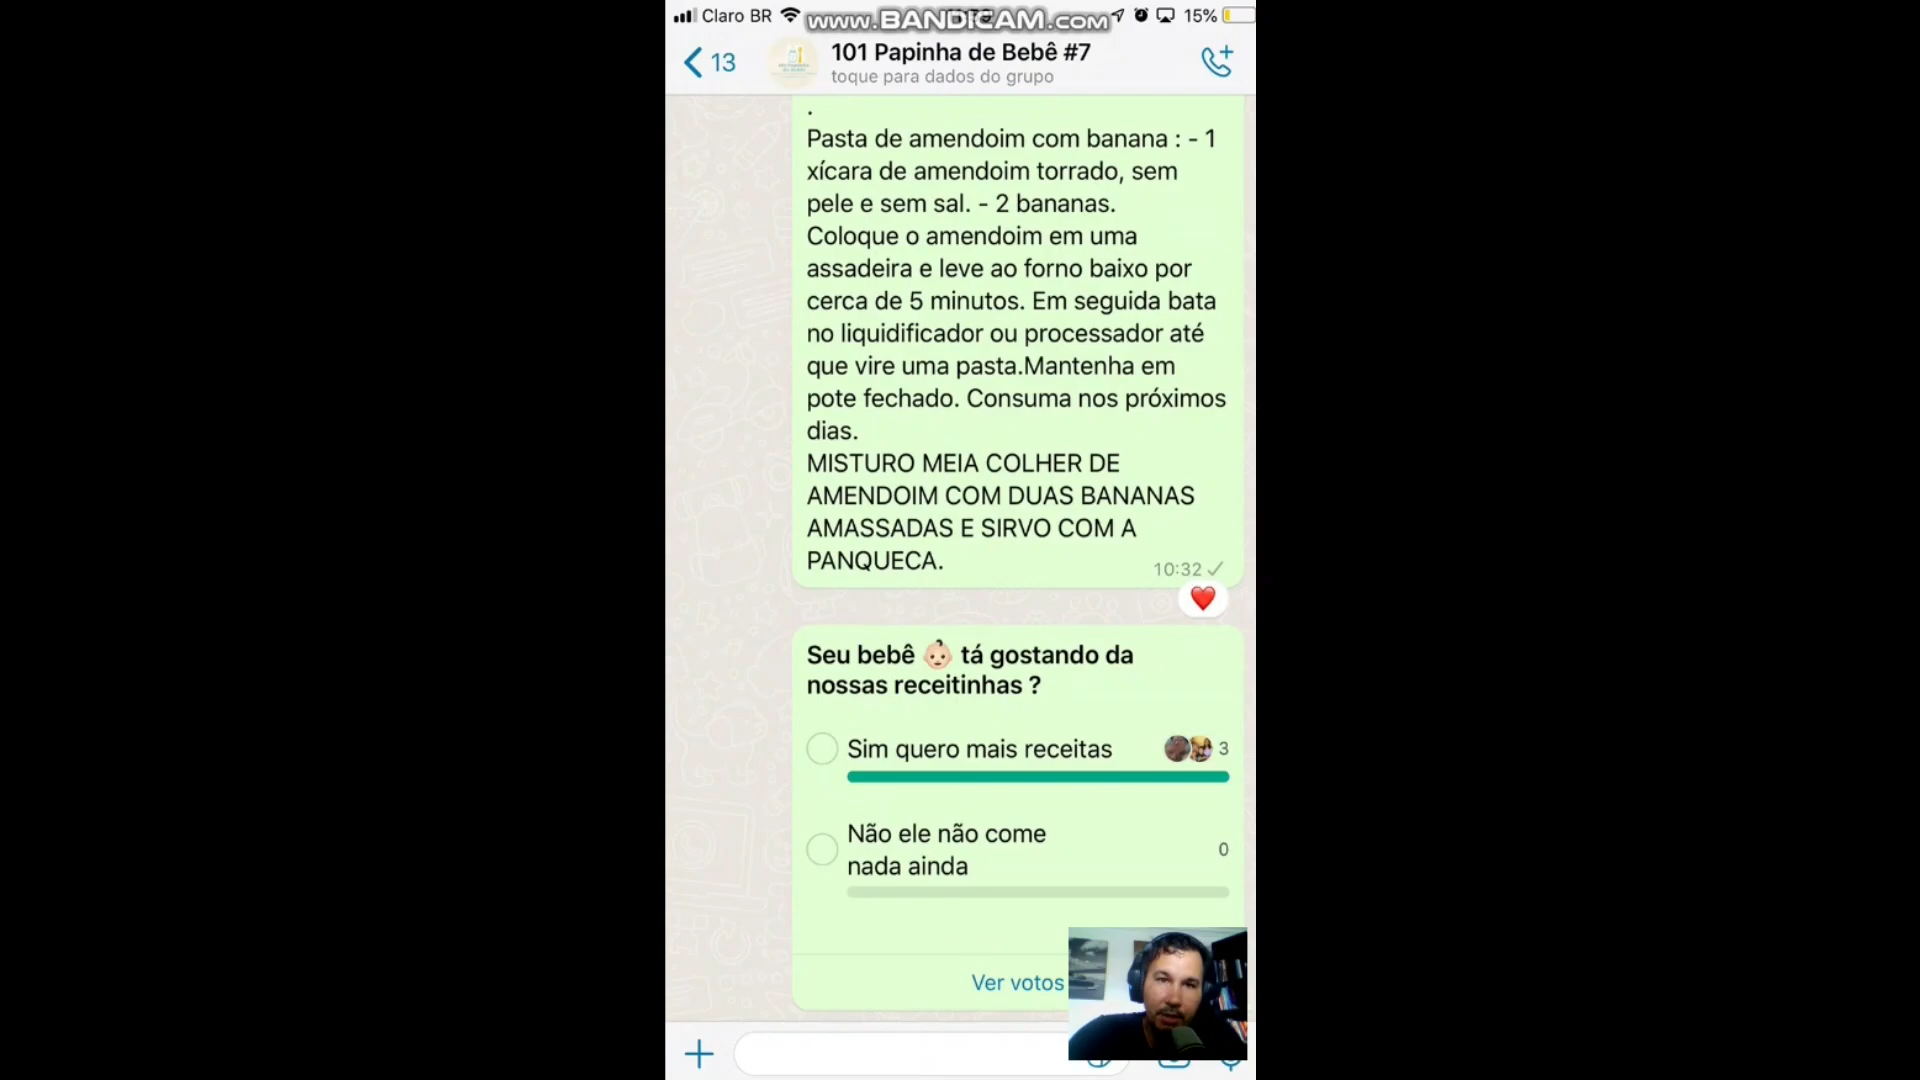 Claro BR
www.BANDICAM.com
15%
13
101 Papinha de Bebê #7
toque para dados do grupo
.
Pasta de amendoim com banana : - 1
xícara de amendoim torrado, sem
pele e sem sal. - 2 bananas.
Coloque o amendoim em uma
assadeira e leve ao forno baixo por
cerca de 5 minutos. Em seguida bata
no liquidificador ou processador até
que vire uma pasta.Mantenha em
pote fechado. Consuma nos próximos
dias.
MISTURO MEIA COLHER DE
AMENDOIM COM DUAS BANANAS
AMASSADAS E SIRVO COM A
PANQUECA.
10:32
Seu bebê 👶🏻 tá gostando da
nossas receitinhas ?
Sim quero mais receitas
3
Não ele não come
nada ainda
0
Ver votos